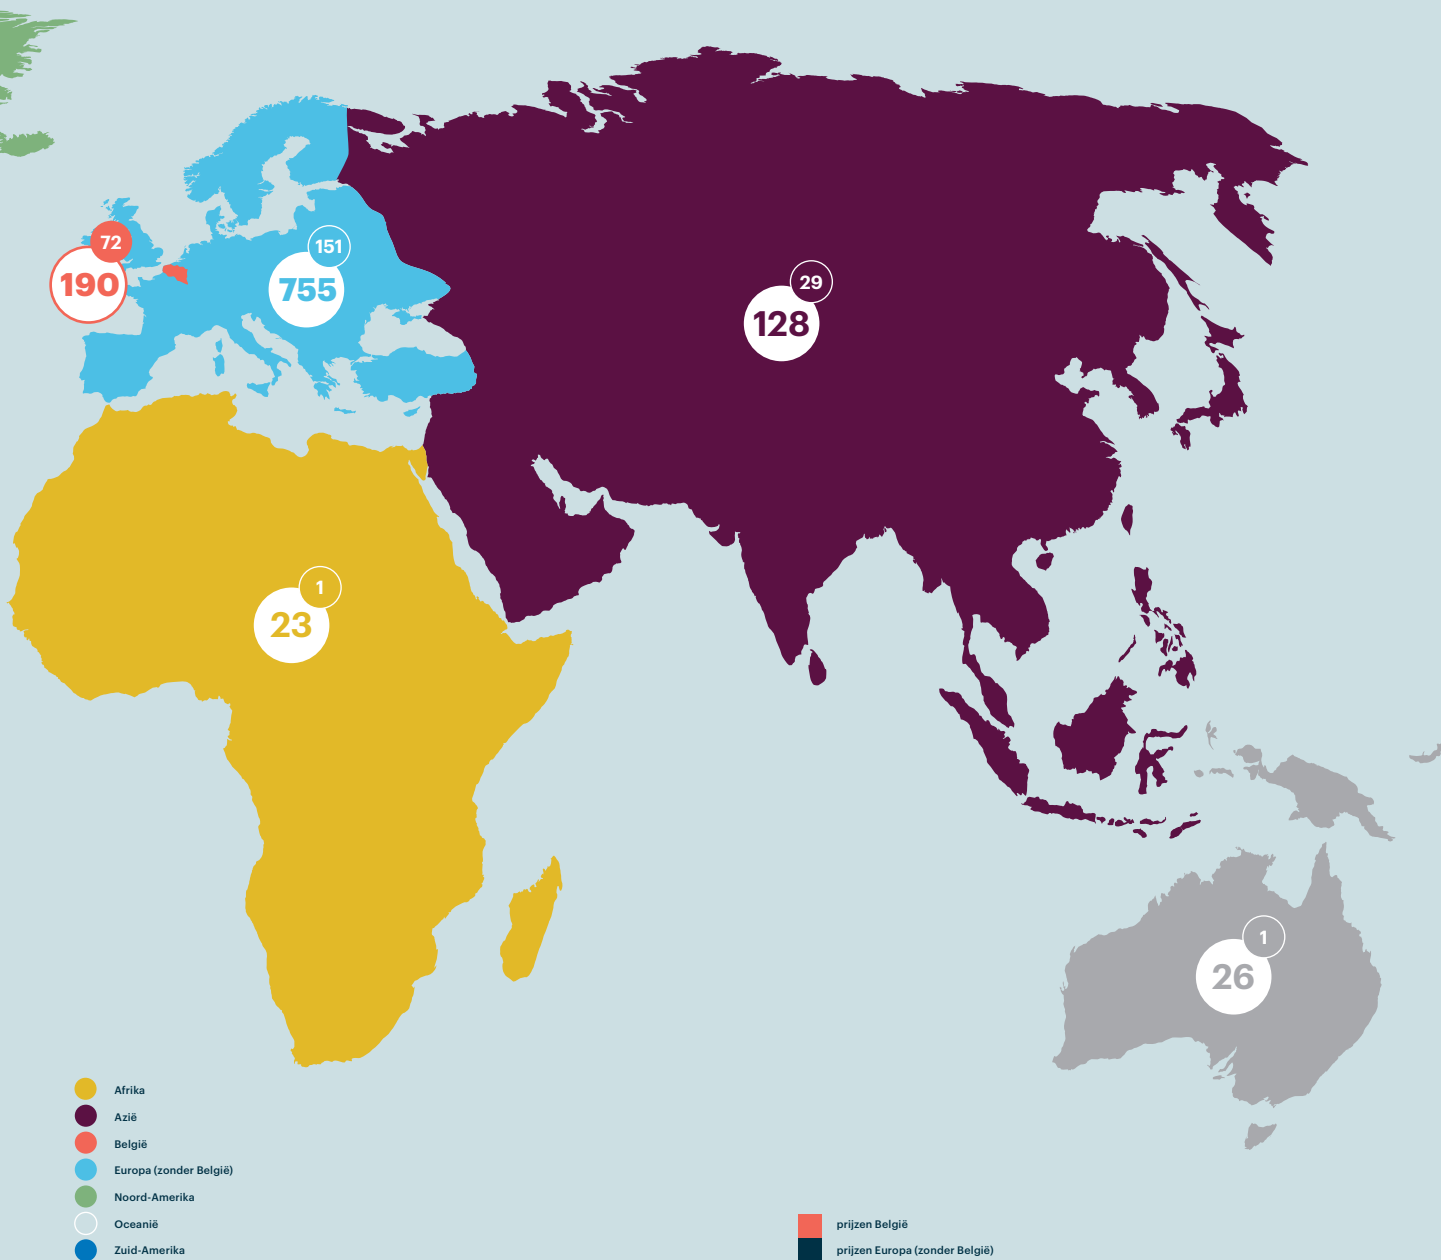 72
190
151
755
29
128
1
23
1
26
Afrika
Azië
België
Europa (zonder België)
Noord-Amerika
Oceanië
Zuid-Amerika
prijzen België
prijzen Europa (zonder België)